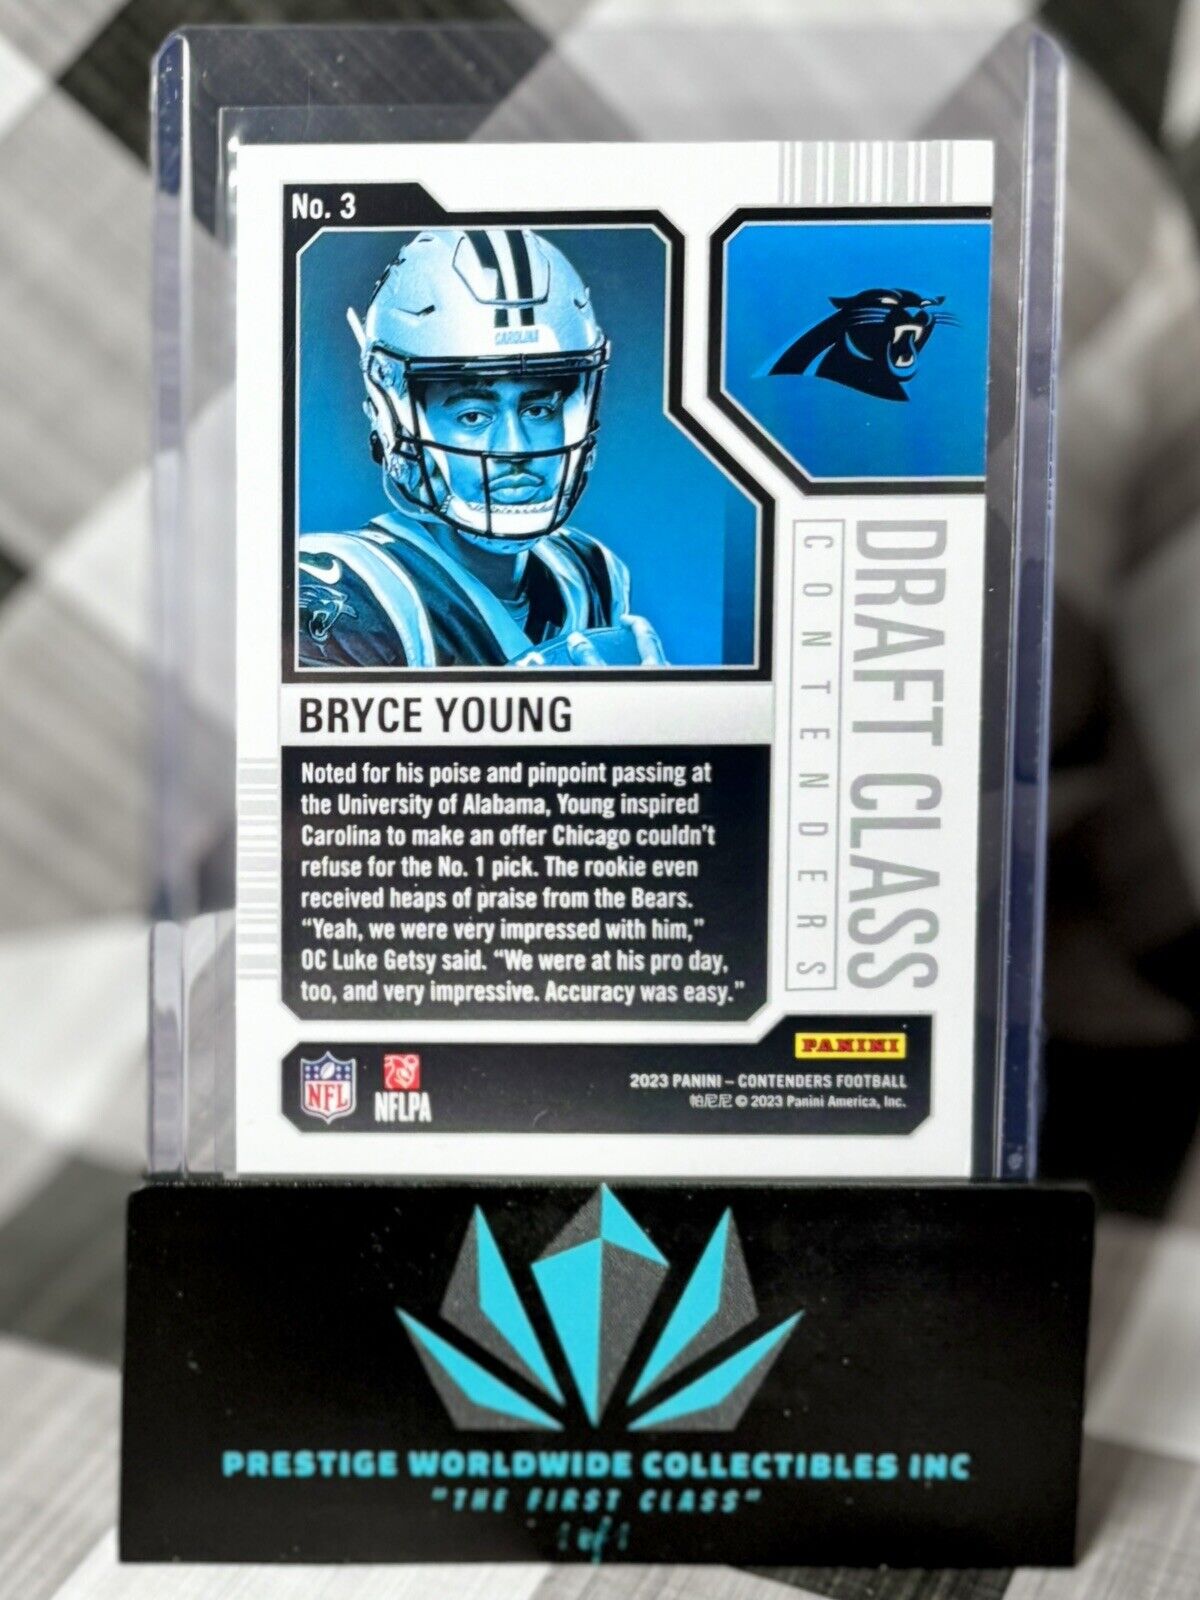 No. 3
CAROLINA
DRAFT CLASS
CONTENDERS
BRYCE YOUNG
Noted for his poise and pinpoint passing at
the University of Alabama, Young inspired
Carolina to make an offer Chicago couldn't
refuse for the No. 1 pick. The rookie even
received heaps of praise from the Bears.
"Yeah, we were very impressed with him,"
OC Luke Getsy said. "We were at his pro day,
too, and very impressive. Accuracy was easy."
PANINI
NFL
NFLPA
2023 PANINI – CONTENDERS FOOTBALL
帕尼尼 © 2023 Panini America, Inc.
PRESTIGE WORLDWIDE COLLECTIBLES INC
"THE FIRST CLASS"
1 of 1